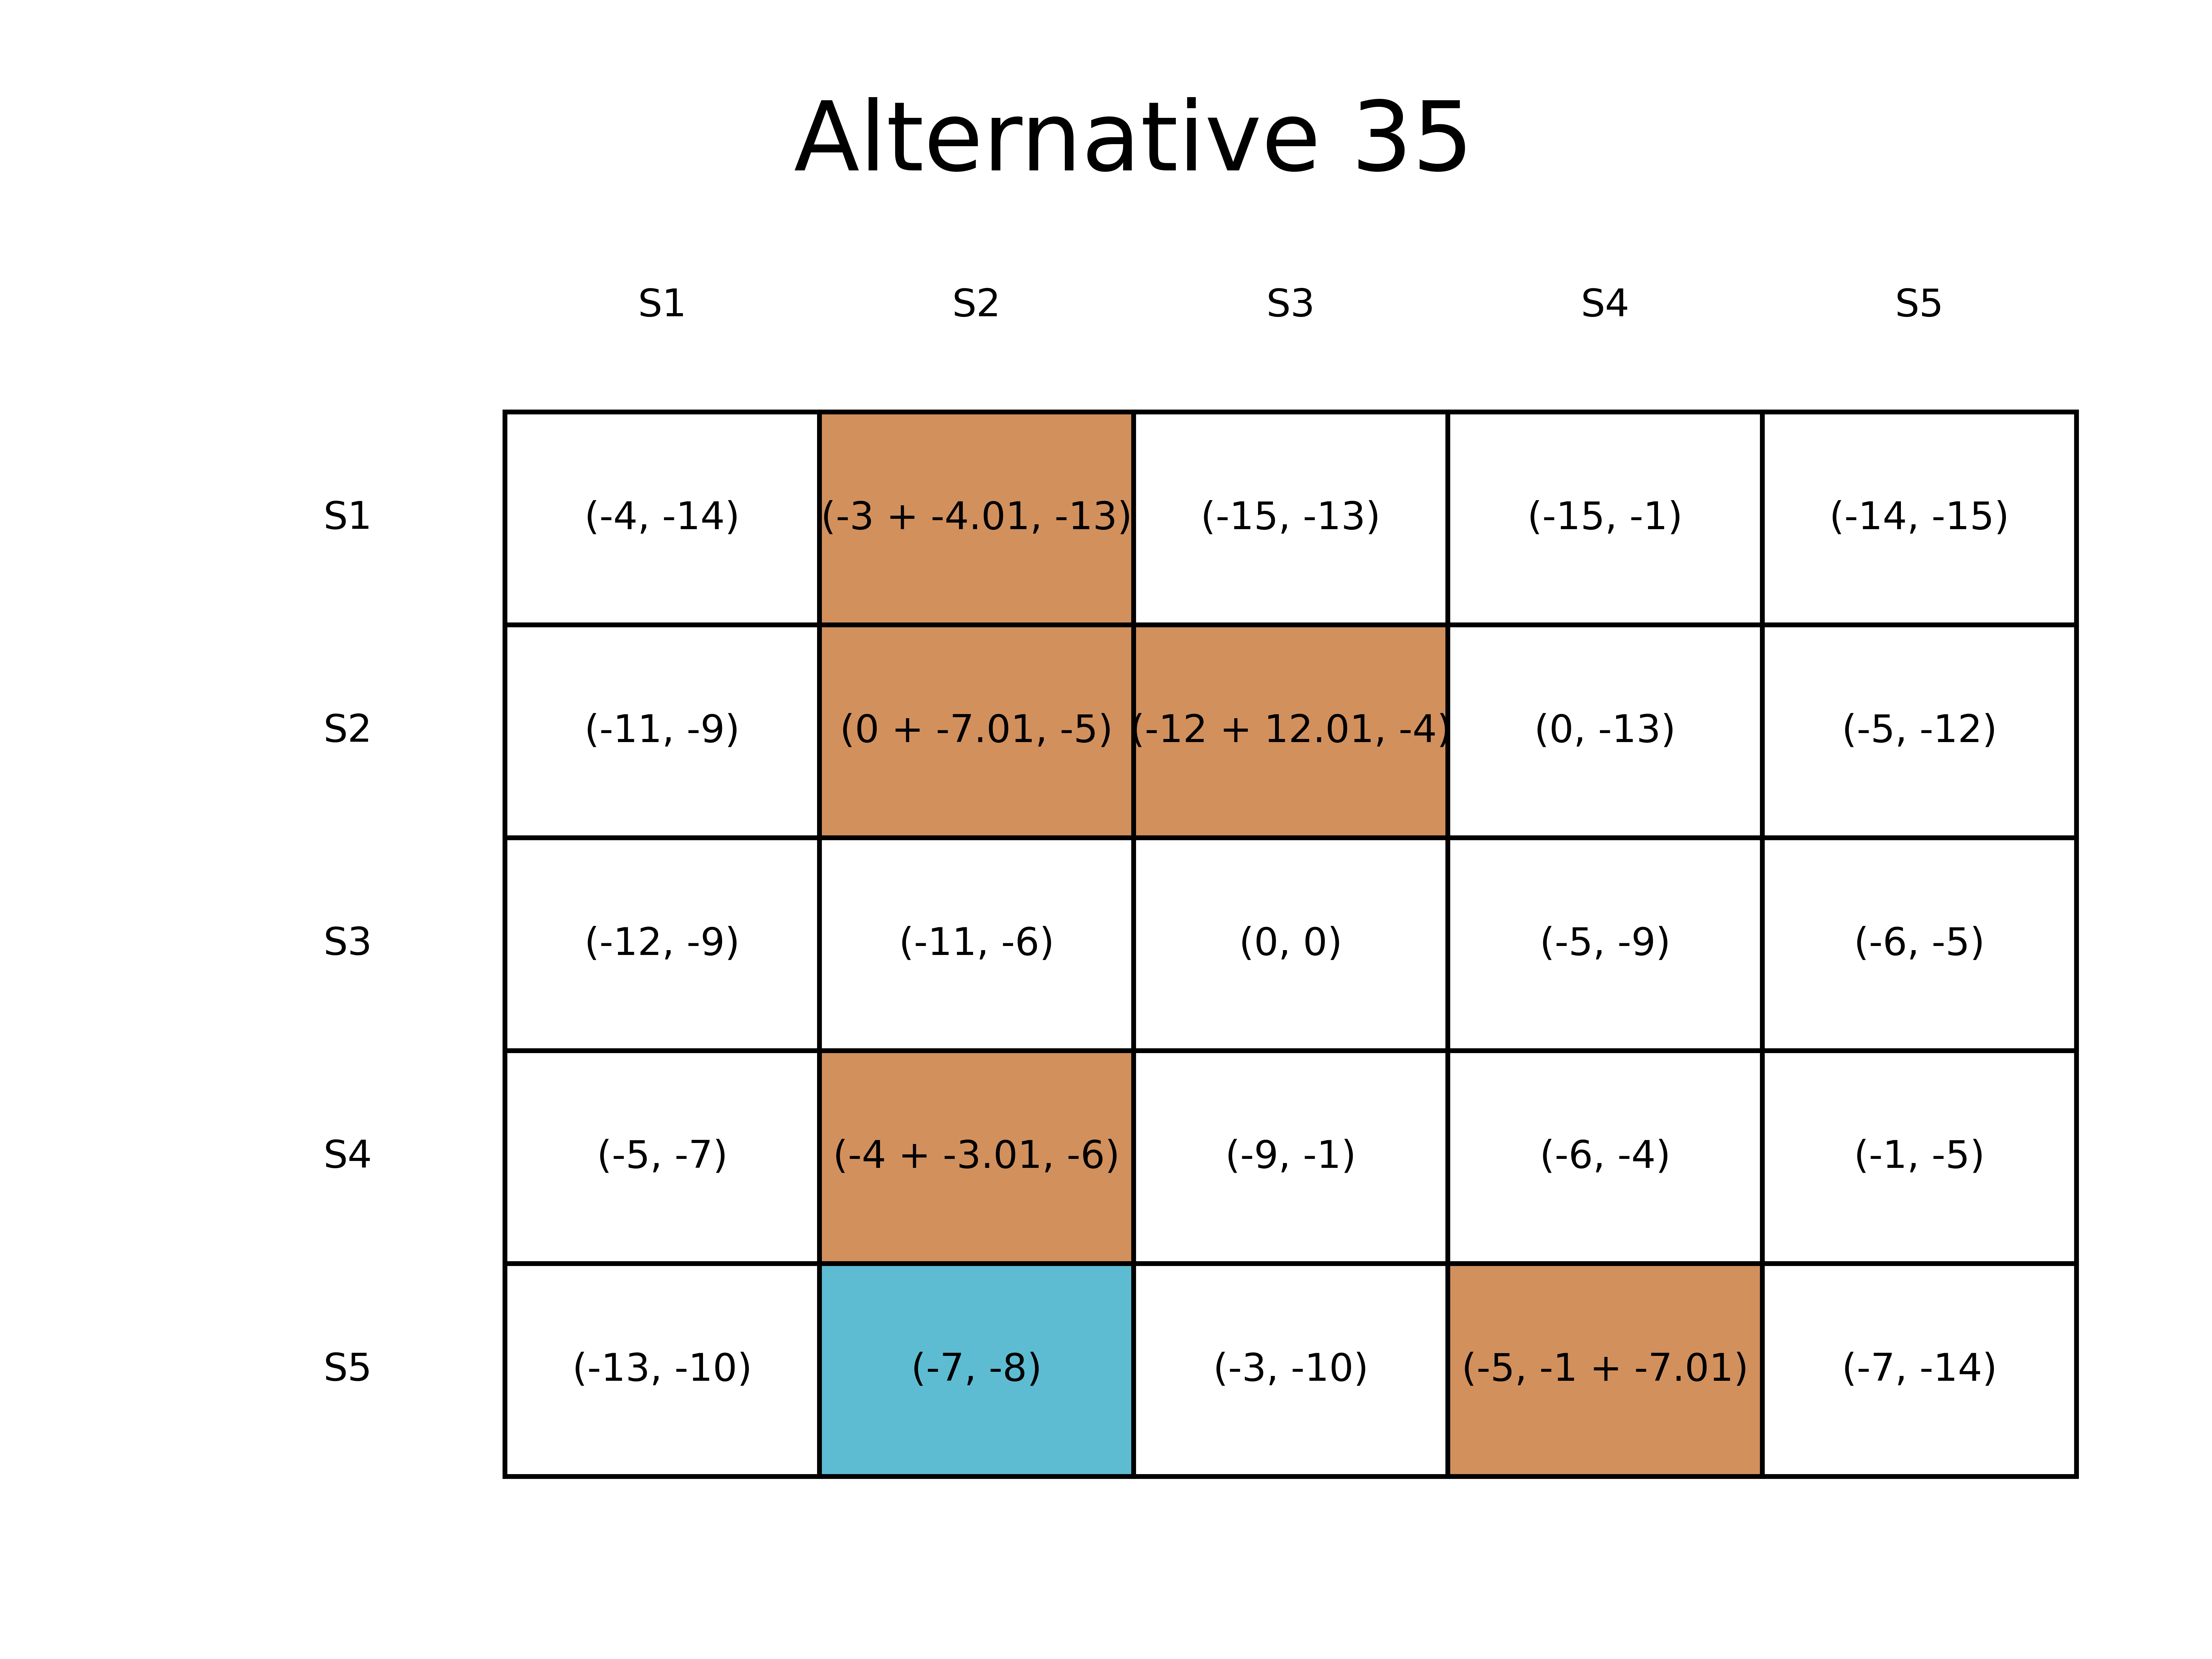 Alternative 35
S1 S2 S3 S4 S5
S1 (-4, -14) (-3 + -4.01, -13) (-15, -13) (-15, -1) (-14, -15)
S2 (-11, -9) (0 + -7.01, -5) (-12 + 12.01, -4) (0, -13) (-5, -12)
S3 (-12, -9) (-11, -6) (0, 0) (-5, -9) (-6, -5)
S4 (-5, -7) (-4 + -3.01, -6) (-9, -1) (-6, -4) (-1, -5)
S5 (-13, -10) (-7, -8) (-3, -10) (-5, -1 + -7.01) (-7, -14)